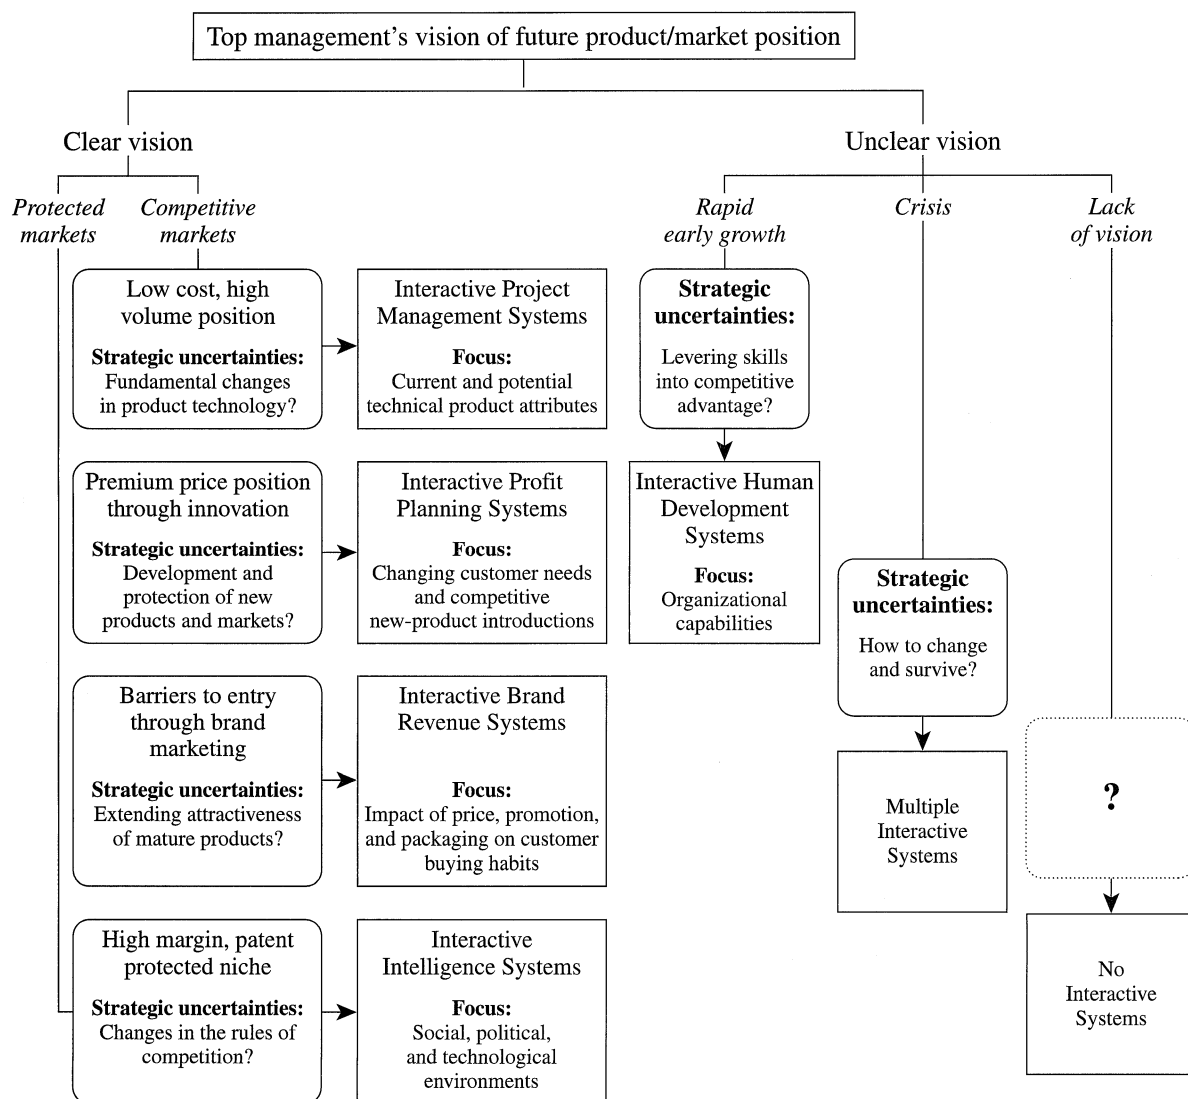 Top management’s vision of future product/market position
Clear vision
Unclear vision
Protected
markets
Competitive
markets
Rapid
early growth
Crisis
Lack
of vision
Low cost, high
volume position
Strategic uncertainties:
Fundamental changes
in product technology?
Interactive Project
Management Systems
Focus:
Current and potential
technical product attributes
Strategic
uncertainties:
Levering skills
into competitive
advantage?
Premium price position
through innovation
Strategic uncertainties:
Development and
protection of new
products and markets?
Interactive Profit
Planning Systems
Focus:
Changing customer needs
and competitive
new-product introductions
Interactive Human
Development
Systems
Focus:
Organizational
capabilities
Strategic
uncertainties:
How to change
and survive?
Barriers to entry
through brand
marketing
Strategic uncertainties:
Extending attractiveness
of mature products?
Interactive Brand
Revenue Systems
Focus:
Impact of price, promotion,
and packaging on customer
buying habits
Multiple
Interactive
Systems
?
High margin, patent
protected niche
Strategic uncertainties:
Changes in the rules of
competition?
Interactive
Intelligence Systems
Focus:
Social, political,
and technological
environments
No
Interactive
Systems